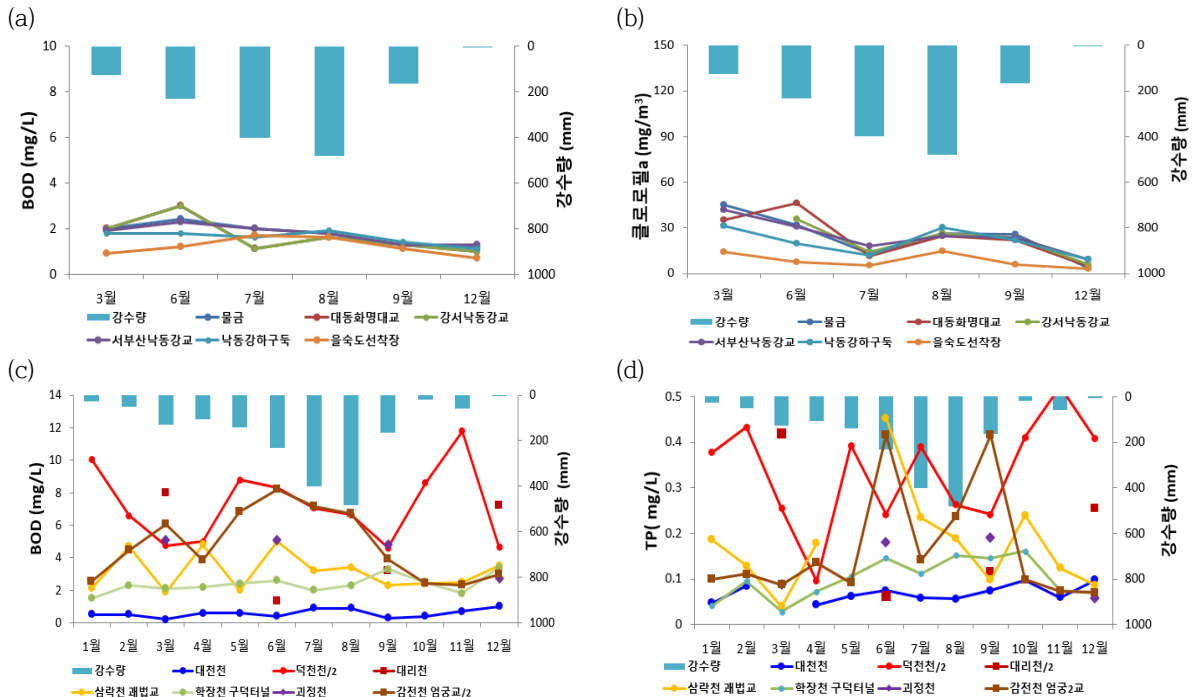 (a)
10
8
6
4
2
0
BOD (mg/L)
0
200
400
600
800
1000
강수량 (mm)
3월 6월 7월 8월 9월 12월
강수량 물금 대동화명대교 강서낙동강교
서부산낙동강교 낙동강하구둑 을숙도선착장
(b)
150
120
90
60
30
0
클로로필a (mg/m³)
0
200
400
600
800
1000
강수량 (mm)
3월 6월 7월 8월 9월 12월
강수량 물금 대동화명대교 강서낙동강교
서부산낙동강교 낙동강하구둑 을숙도선착장
(c)
14
12
10
8
6
4
2
0
BOD (mg/L)
0
200
400
600
800
1000
강수량 (mm)
1월 2월 3월 4월 5월 6월 7월 8월 9월 10월 11월 12월
강수량 대천천 덕천천/2 대리천
삼락천 괘법교 학장천 구덕터널 괴정천 감전천 엄궁교/2
(d)
0.5
0.4
0.3
0.2
0.1
0
TP( mg/L)
0
200
400
600
800
1000
강수량 (mm)
1월 2월 3월 4월 5월 6월 7월 8월 9월 10월 11월 12월
강수량 대천천 덕천천/2 대리천
삼락천 괘법교 학장천 구덕터널 괴정천 감전천 엄궁2교